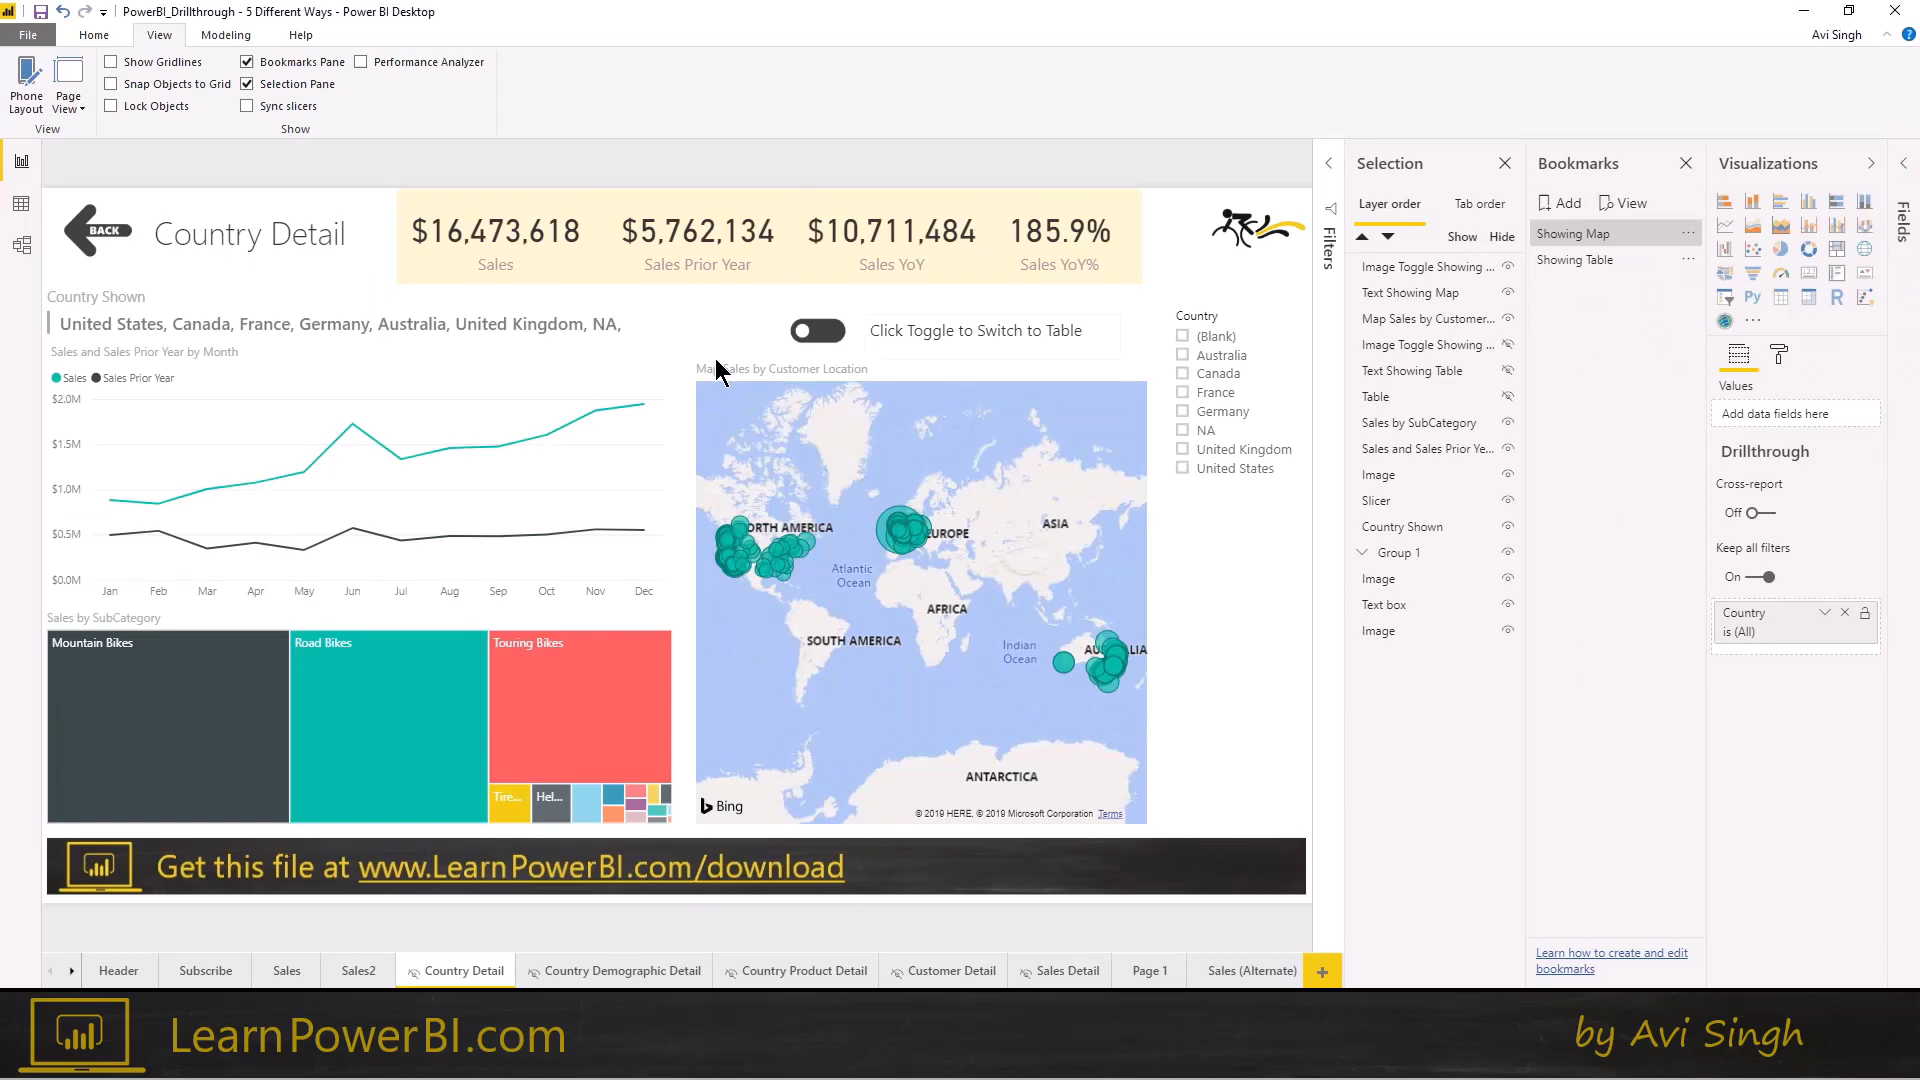 PowerBI_Drillthrough - 5 Different Ways - Power BI Desktop
File Home View Modeling Help
Avi Singh
Phone Layout
Page View
View
Show Gridlines
Snap Objects to Grid
Lock Objects
Bookmarks Pane
Selection Pane
Sync slicers
Performance Analyzer
Show
BACK
Country Detail
$16,473,618 $5,762,134 $10,711,484 185.9%
Sales Sales Prior Year Sales YoY Sales YoY%
Country Shown
United States, Canada, France, Germany, Australia, United Kingdom, NA,
Sales and Sales Prior Year by Month
Sales Sales Prior Year
$2.0M
$1.5M
$1.0M
$0.5M
$0.0M
Jan Feb Mar Apr May Jun Jul Aug Sep Oct Nov Dec
Sales by SubCategory
Mountain Bikes
Road Bikes
Touring Bikes
Tire...
Hel...
Click Toggle to Switch to Table
Sales by Customer Location
NORTH AMERICA
EUROPE
ASIA
Atlantic
Ocean
AFRICA
SOUTH AMERICA
Indian
Ocean
ANTARCTICA
Bing
© 2019 HERE, © 2019 Microsoft Corporation Terms
Country
(Blank)
Australia
Canada
France
Germany
NA
United Kingdom
United States
Get this file at www.LearnPowerBI.com/download
Filters
Selection
Layer order Tab order
Show Hide
Image Toggle Showing ...
Text Showing Map
Map Sales by Customer...
Image Toggle Showing ...
Text Showing Table
Table
Sales by SubCategory
Sales and Sales Prior Ye...
Image
Slicer
Country Shown
Group 1
Image
Text box
Image
Bookmarks
Add View
Showing Map ...
Showing Table ...
Learn how to create and edit
bookmarks
Visualizations
Py
R
...
Values
Add data fields here
Drillthrough
Cross-report
Off
Keep all filters
On
Country
is (All)
Fields
Header Subscribe Sales Sales2 Country Detail Country Demographic Detail Country Product Detail Customer Detail Sales Detail Page 1 Sales (Alternate)
LearnPowerBI.com
by Avi Singh